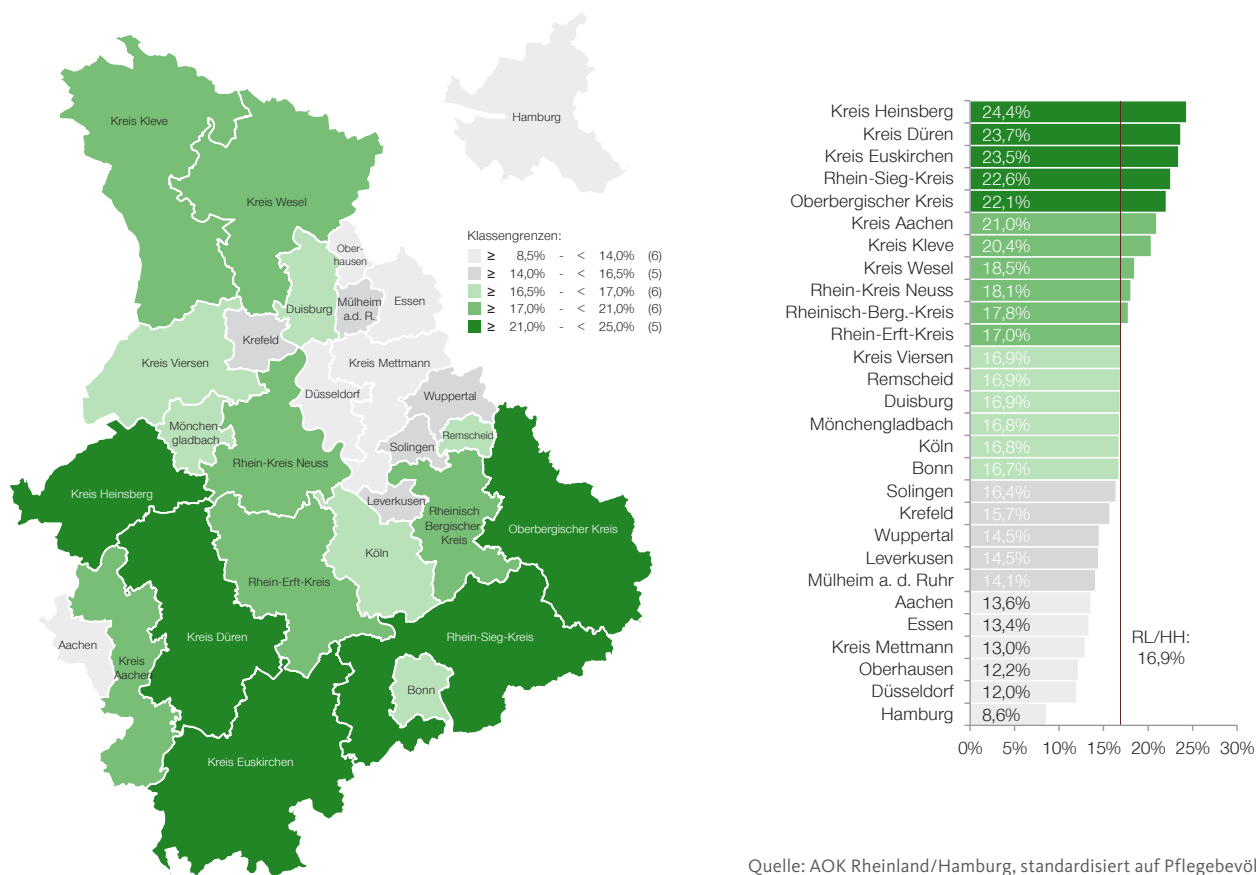 Hamburg
Kreis Kleve
Kreis Wesel
Klassengrenzen:
≥ 8,5% - < 14,0% (6)
≥ 14,0% - < 16,5% (5)
≥ 16,5% - < 17,0% (6)
≥ 17,0% - < 21,0% (6)
≥ 21,0% - < 25,0% (5)
Ober-
hausen
Duisburg
Mülheim
a.d. R.
Essen
Krefeld
Kreis Viersen
Kreis Mettmann
Düsseldorf
Wuppertal
Mönchen
gladbach
Remscheid
Solingen
Rhein-Kreis Neuss
Kreis Heinsberg
Leverkusen
Rheinisch
Bergischer
Kreis
Oberbergischer Kreis
Köln
Rhein-Erft-Kreis
Kreis Düren
Rhein-Sieg-Kreis
Aachen
Kreis
Aachen
Bonn
Kreis Euskirchen
Kreis Heinsberg 24,4%
Kreis Düren 23,7%
Kreis Euskirchen 23,5%
Rhein-Sieg-Kreis 22,6%
Oberbergischer Kreis 22,1%
Kreis Aachen 21,0%
Kreis Kleve 20,4%
Kreis Wesel 18,5%
Rhein-Kreis Neuss 18,1%
Rheinisch-Berg.-Kreis 17,8%
Rhein-Erft-Kreis 17,0%
Kreis Viersen 16,9%
Remscheid 16,9%
Duisburg 16,9%
Mönchengladbach 16,8%
Köln 16,8%
Bonn 16,7%
Solingen 16,4%
Krefeld 15,7%
Wuppertal 14,5%
Leverkusen 14,5%
Mülheim a. d. Ruhr 14,1%
Aachen 13,6%
Essen 13,4%
Kreis Mettmann 13,0%
Oberhausen 12,2%
Düsseldorf 12,0%
Hamburg 8,6%
RL/HH:
16,9%
0% 5% 10% 15% 20% 25% 30%
Quelle: AOK Rheinland/Hamburg, standardisiert auf Pflegebevöl